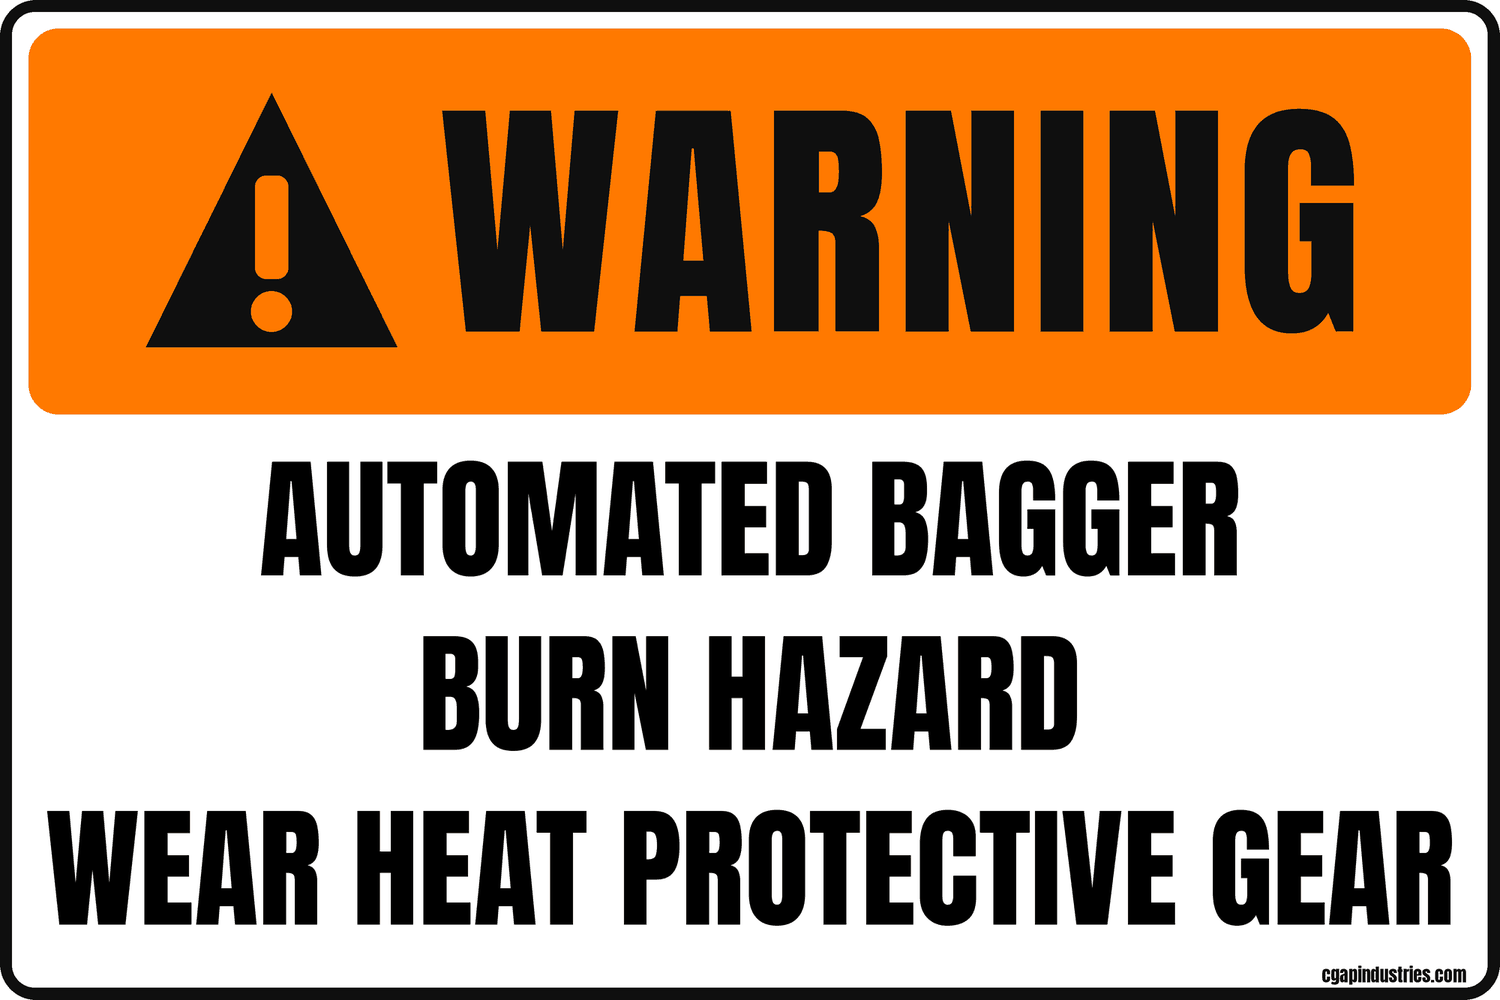 WARNING
AUTOMATED BAGGER
BURN HAZARD
WEAR HEAT PROTECTIVE GEAR
cgapindustries.com